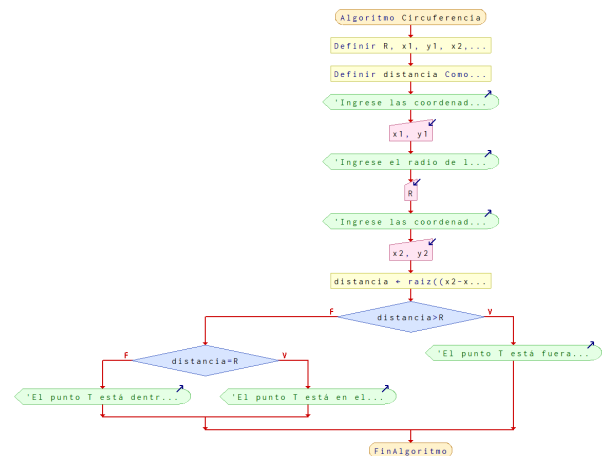 Algoritmo Circuferencia
Definir R, x1, y1, x2,...
Definir distancia Como...
'Ingrese las coordenad...
x1, y1
'Ingrese el radio de l...
R
'Ingrese las coordenad...
x2, y2
distancia ← raiz((x2-x...
F
distancia>R
V
'El punto T está fuera...
F
distancia=R
V
'El punto T está dentr...
'El punto T está en el...
FinAlgoritmo